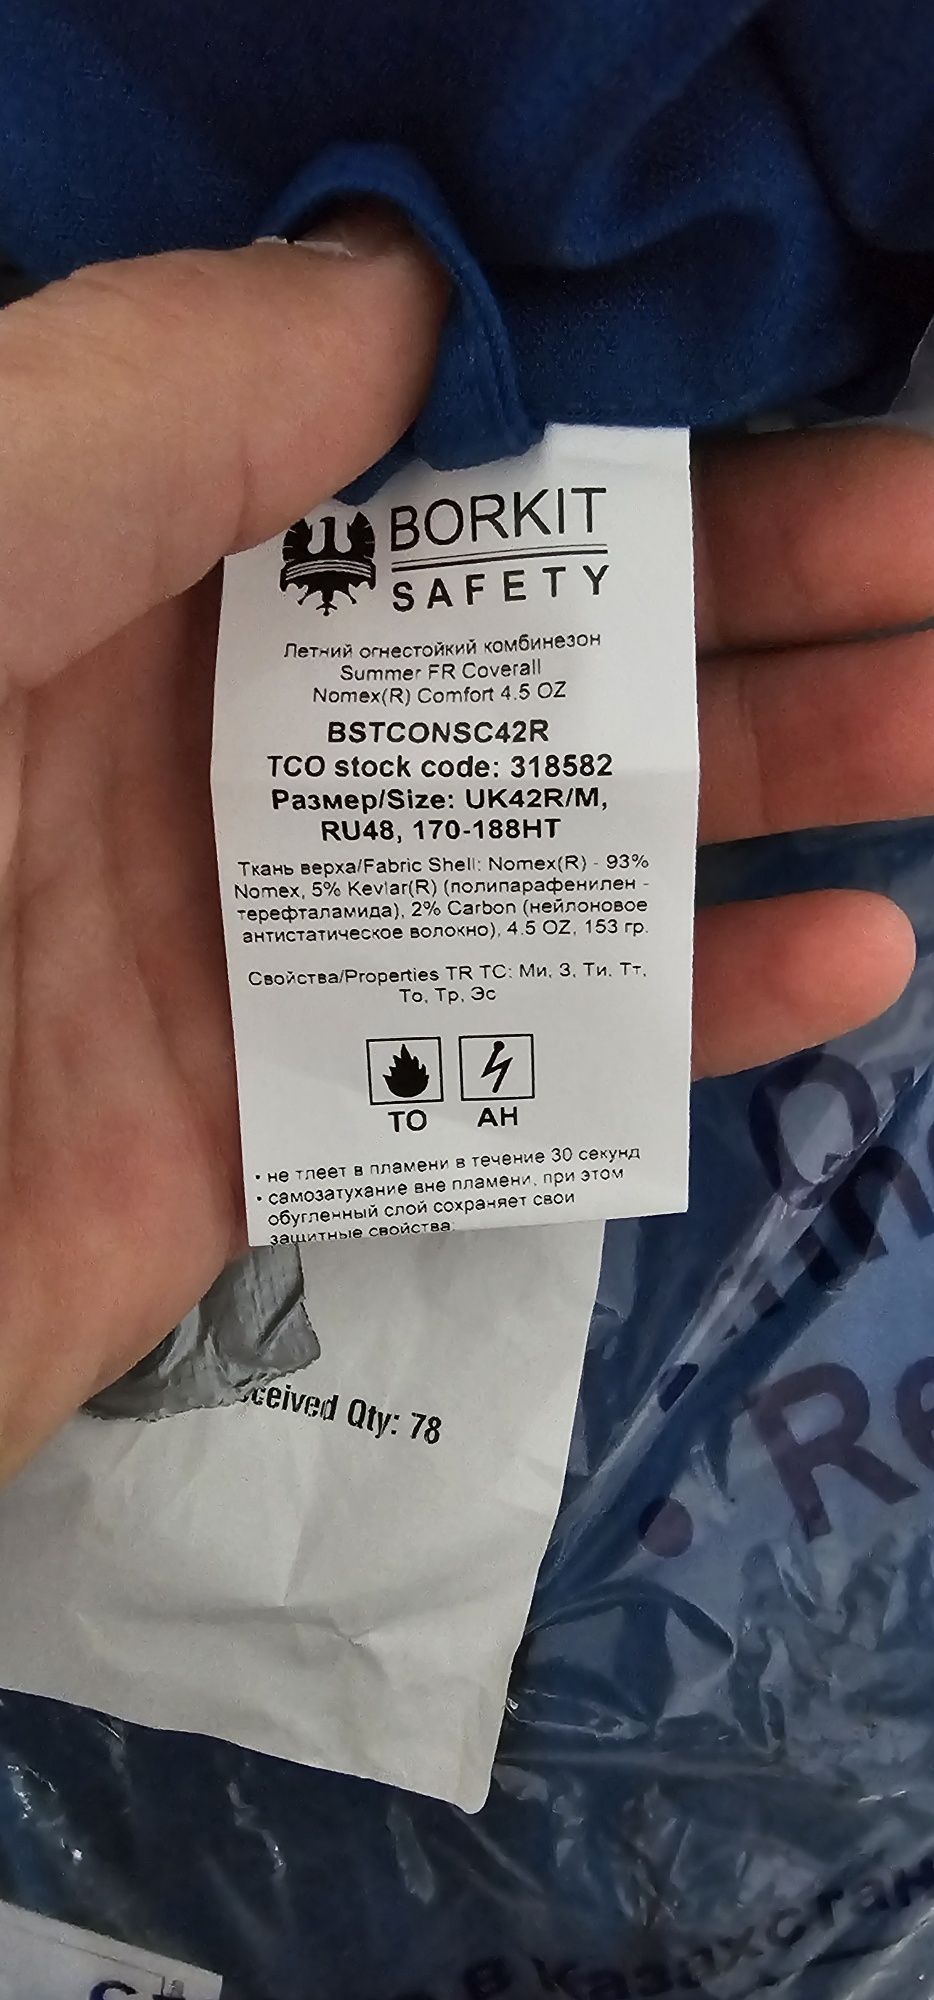 BORKIT
SAFETY
Летний огнестойкий комбинезон
Summer FR Coverall
Nomex(R) Comfort 4.5 OZ
BSTCONSC42R
TCO stock code: 318582
Размер/Size: UK42R/M,
RU48, 170-188HT
Ткань верха/Fabric Shell: Nomex(R) - 93%
Nomex, 5% Kevlar(R) (полипарафенилен -
терефталамида), 2% Carbon (нейлоновое
антистатическое волокно), 4.5 OZ, 153 гр.
Свойства/Properties TR TC: Ми, З, Ти, Тт,
То, Тр, Эс
ТО АН
• не тлеет в пламени в течение 30 секунд
• самозатухание вне пламени, при этом
обугленный слой сохраняет свои
защитные свойства;
Qty: 78
в Казахстан